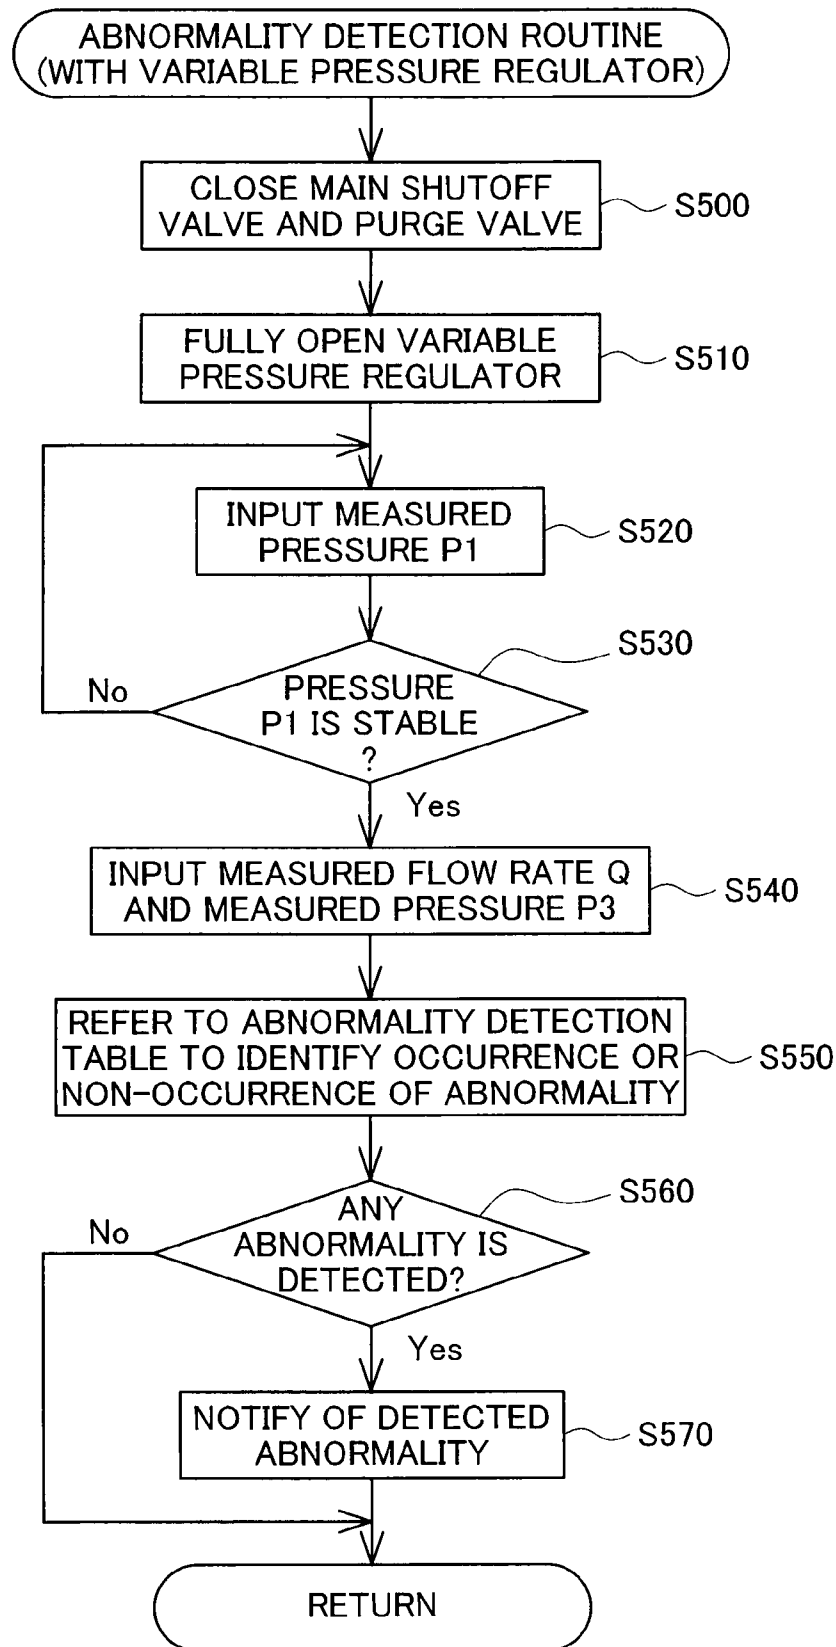 ABNORMALITY DETECTION ROUTINE
(WITH VARIABLE PRESSURE REGULATOR)
CLOSE MAIN SHUTOFF
VALVE AND PURGE VALVE
S500
FULLY OPEN VARIABLE
PRESSURE REGULATOR
S510
INPUT MEASURED
PRESSURE P1
S520
S530
PRESSURE
P1 IS STABLE
?
No
Yes
INPUT MEASURED FLOW RATE Q
AND MEASURED PRESSURE P3
S540
REFER TO ABNORMALITY DETECTION
TABLE TO IDENTIFY OCCURRENCE OR
NON-OCCURRENCE OF ABNORMALITY
S550
S560
ANY
ABNORMALITY IS
DETECTED?
No
Yes
NOTIFY OF DETECTED
ABNORMALITY
S570
RETURN